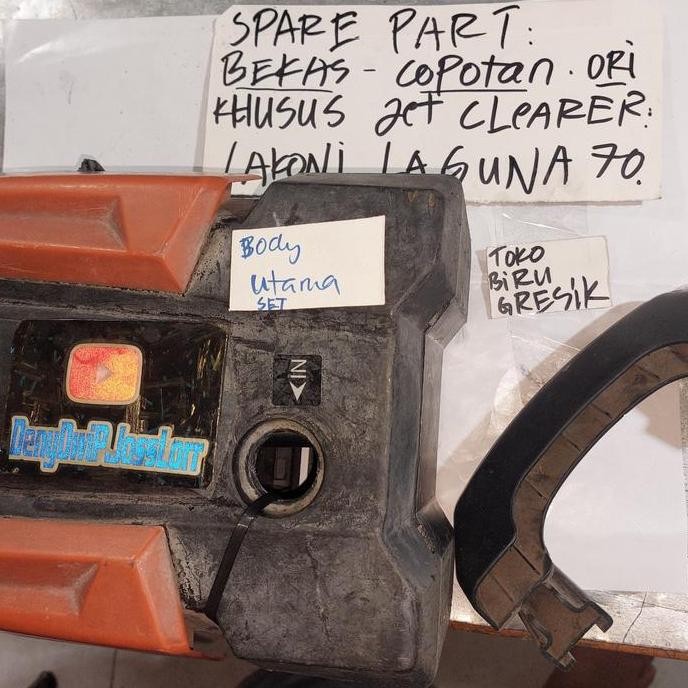 SPARE PART:
BEKAS - COPOTAN. ORI
KHUSUS Jet CLEARER:
LAKONI LAGUNA 70.
Body
utama
SET
TOKO
BIRU
GRESIK
IN
DenyDwiP.JossLorr